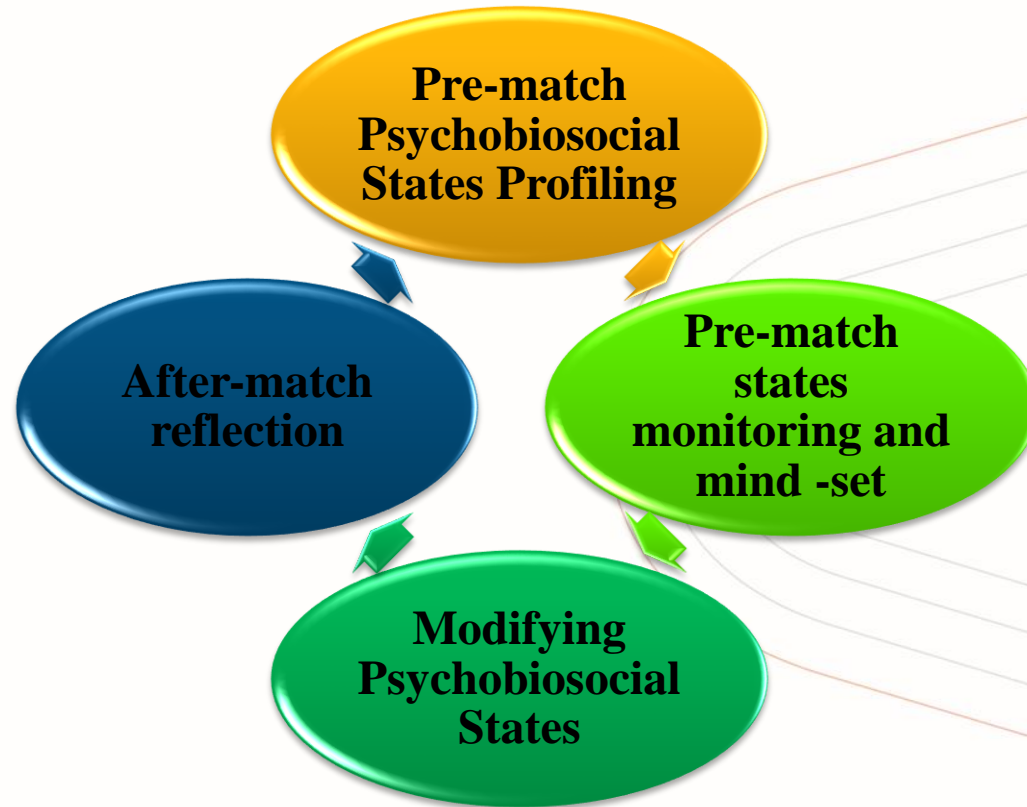 Pre-match
Psychobiosocial
States Profiling
Pre-match
states
monitoring and
mind -set
Modifying
Psychobiosocial
States
After-match
reflection